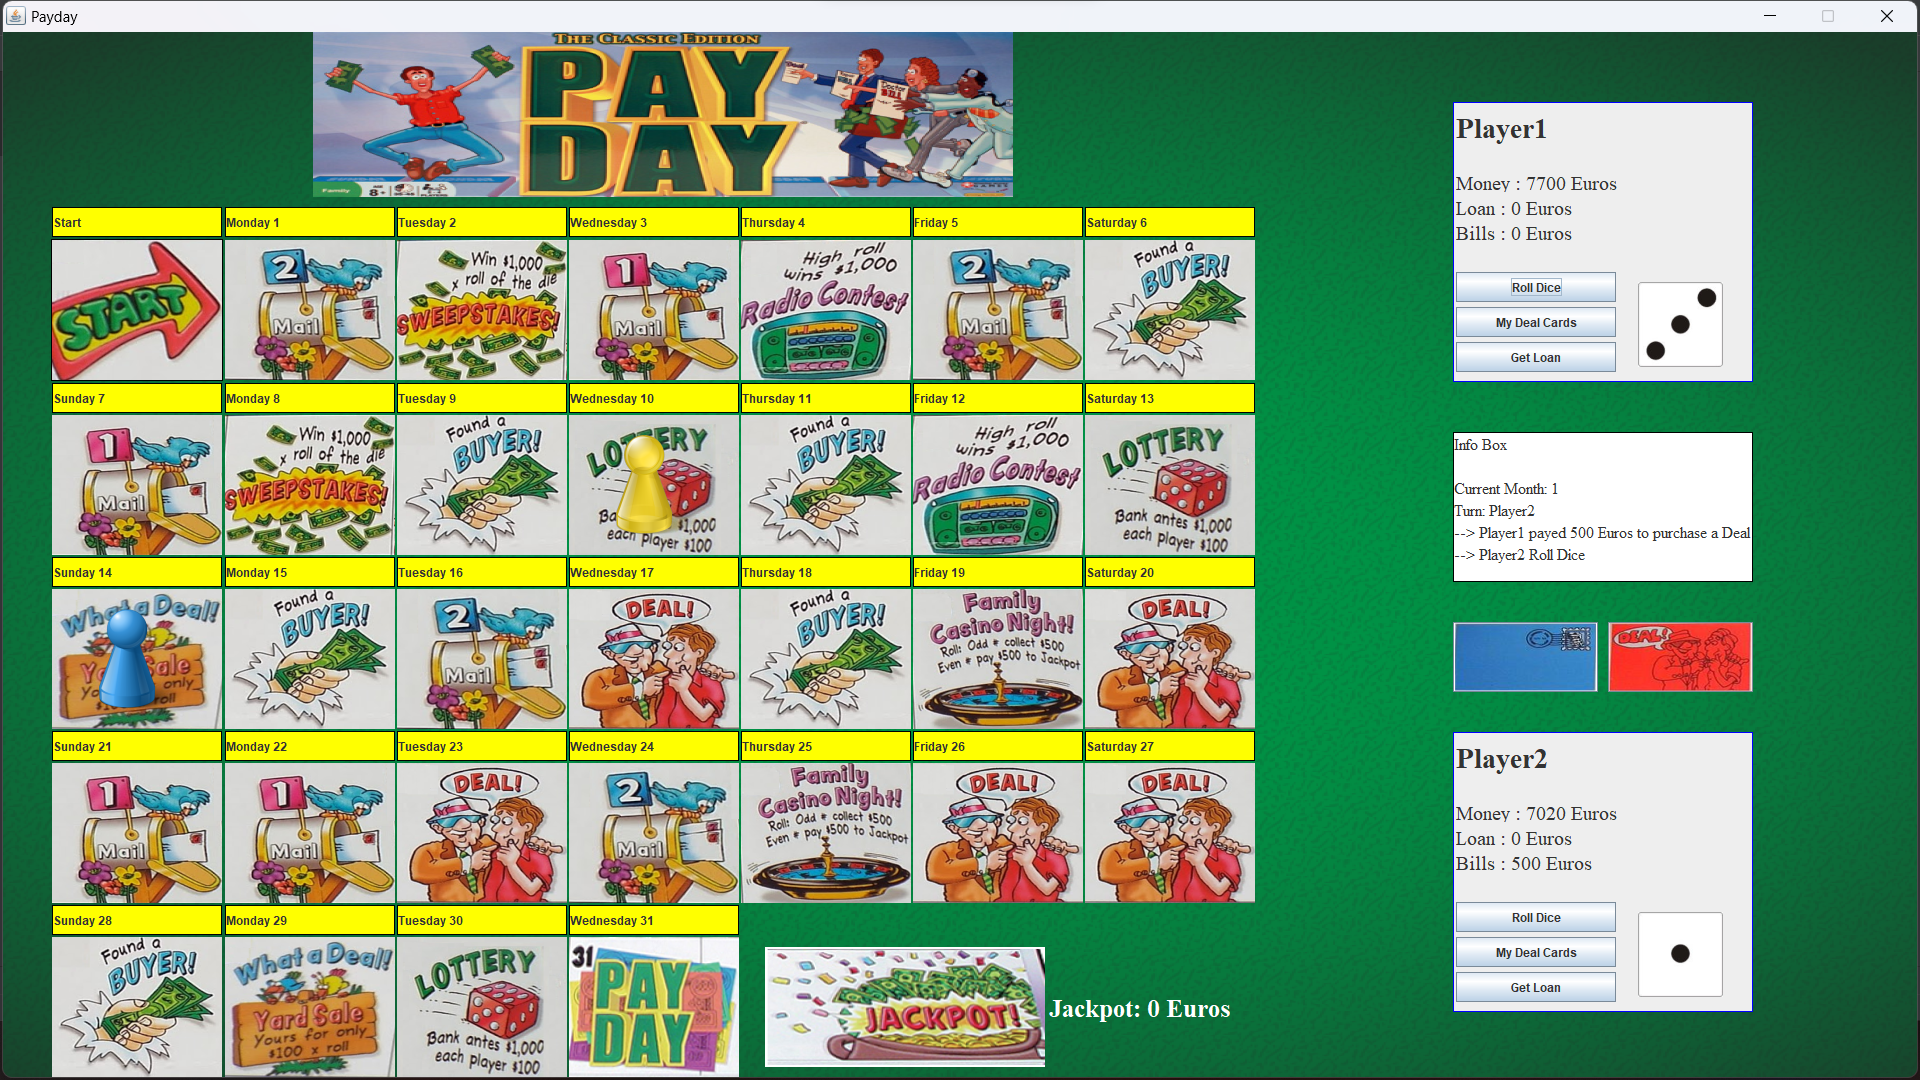 Payday
THE CLASSIC EDITION
PAY
DAY
Doctor
BILL
Family
8+
Start
Monday 1
Tuesday 2
Wednesday 3
Thursday 4
Friday 5
Saturday 6
START
2
Mail
Win $1,000
x roll of the die
SWEEPSTAKES!
1
Mail
High roll
wins $1,000
Radio Contest
2
Mail
Found a
BUYER!
Sunday 7
Monday 8
Tuesday 9
Wednesday 10
Thursday 11
Friday 12
Saturday 13
1
Mail
Win $1,000
x roll of the die
SWEEPSTAKES!
Found a
BUYER!
LOTTERY
$1,000
each player $100
Found a
BUYER!
High roll
wins $1,000
Radio Contest
LOTTERY
Bank antes $1,000
each player $100
Sunday 14
Monday 15
Tuesday 16
Wednesday 17
Thursday 18
Friday 19
Saturday 20
What a Deal!
Sale
only
roll
Found a
BUYER!
2
Mail
DEAL!
Found a
BUYER!
Family
Casino Night!
Roll: Odd # collect $500
Even # pay $500 to Jackpot
DEAL!
Sunday 21
Monday 22
Tuesday 23
Wednesday 24
Thursday 25
Friday 26
Saturday 27
1
Mail
1
Mail
DEAL!
2
Mail
Family
Casino Night!
Roll: Odd # collect $500
Even # pay $500 to Jackpot
DEAL!
DEAL!
Sunday 28
Monday 29
Tuesday 30
Wednesday 31
Found a
BUYER!
What a Deal!
Yard Sale
Yours for only
$100 x roll
LOTTERY
Bank antes $1,000
each player $100
31
PAY
DAY
JACKPOT!
Jackpot: 0 Euros
Player1
Money : 7700 Euros
Loan : 0 Euros
Bills : 0 Euros
Roll Dice
My Deal Cards
Get Loan
Info Box
Current Month: 1
Turn: Player2
--> Player1 payed 500 Euros to purchase a Deal
--> Player2 Roll Dice
DEAL!
Player2
Money : 7020 Euros
Loan : 0 Euros
Bills : 500 Euros
Roll Dice
My Deal Cards
Get Loan